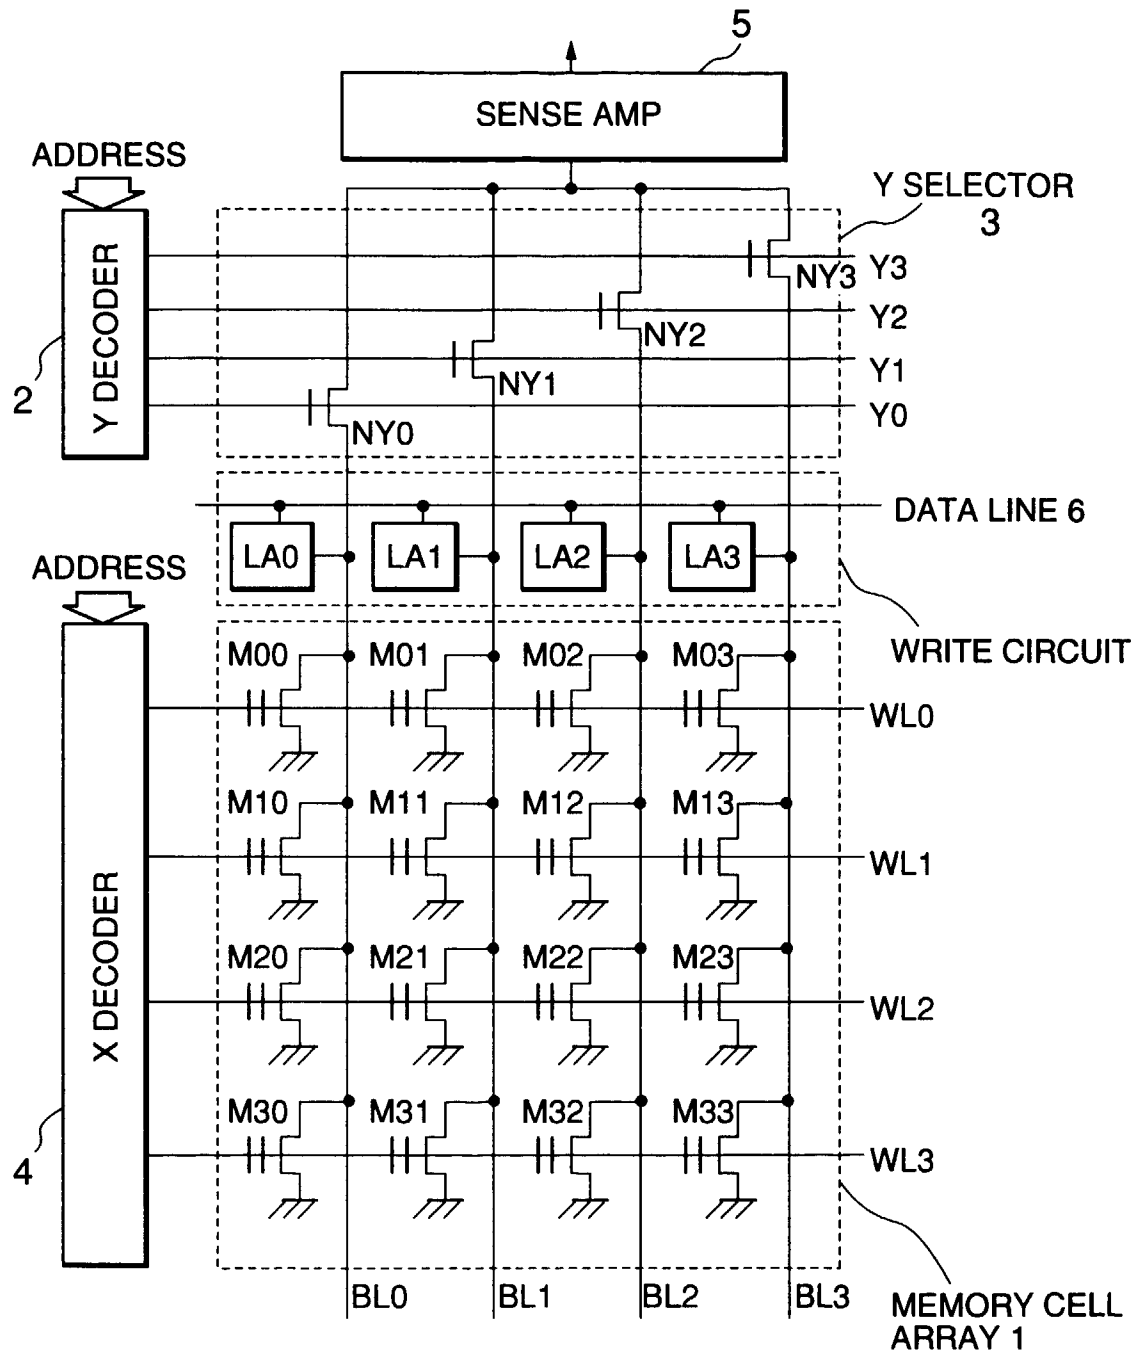 5
SENSE AMP
ADDRESS
Y SELECTOR
3
Y DECODER
2
NY3 Y3
NY2 Y2
NY1 Y1
NY0 Y0
DATA LINE 6
LA0 LA1 LA2 LA3
ADDRESS
WRITE CIRCUIT
X DECODER
4
M00 M01 M02 M03
WL0
M10 M11 M12 M13
WL1
M20 M21 M22 M23
WL2
M30 M31 M32 M33
WL3
BL0 BL1 BL2 BL3
MEMORY CELL
ARRAY 1